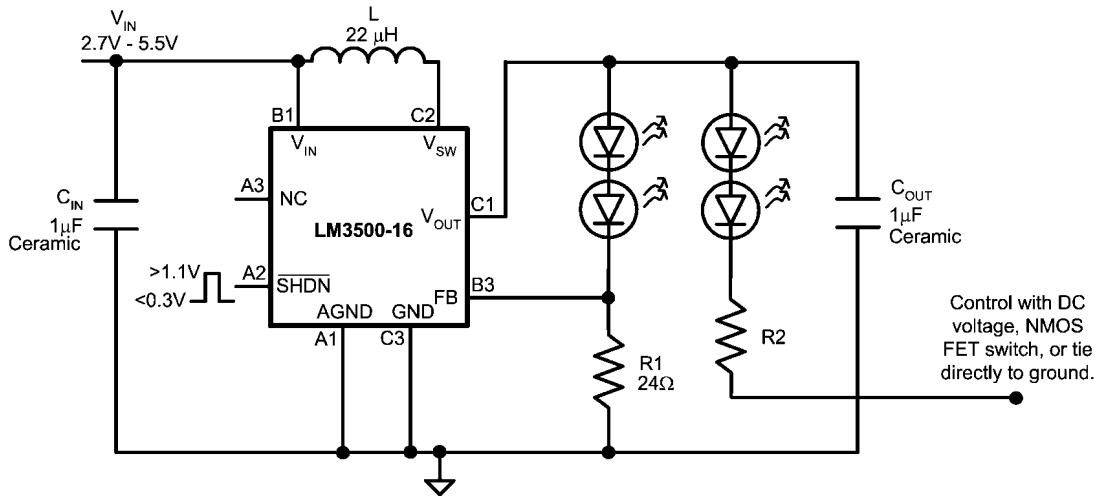 V_IN
2.7V - 5.5V
L
22 μH
B1
C2
V_IN
V_SW
A3
NC
C_IN
1μF
Ceramic
LM3500-16
V_OUT
C1
C_OUT
1μF
Ceramic
>1.1V
<0.3V
A2
SHDN
FB
B3
AGND
GND
A1
C3
R1
24Ω
R2
Control with DC
voltage, NMOS
FET switch, or tie
directly to ground.